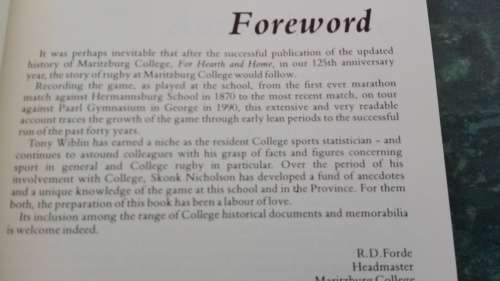 Foreword
It was perhaps inevitable that after the successful publication of the updated
history of Maritzburg College, For Hearth and Home, in our 125th anniversary
year, the story of rugby at Maritzburg College would follow.
Recording the game, as played at the school, from the first ever marathon
match against Hermannsburg School in 1870 to the most recent match, on tour
against Paarl Gymnasium in George in 1990, this extensive and very readable
account traces the growth of the game through early lean periods to the successful
run of the past forty years.
Tony Wiblin has earned a niche as the resident College sports statistician – and
continues to astound colleagues with his grasp of facts and figures concerning
sport in general and College rugby in particular. Over the period of his
involvement with College, Skonk Nicholson has developed a fund of anecdotes
and a unique knowledge of the game at this school and in the Province. For them
both, the preparation of this book has been a labour of love.
Its inclusion among the range of College historical documents and memorabilia
is welcome indeed.
R.D.Forde
Headmaster
Maritzburg College